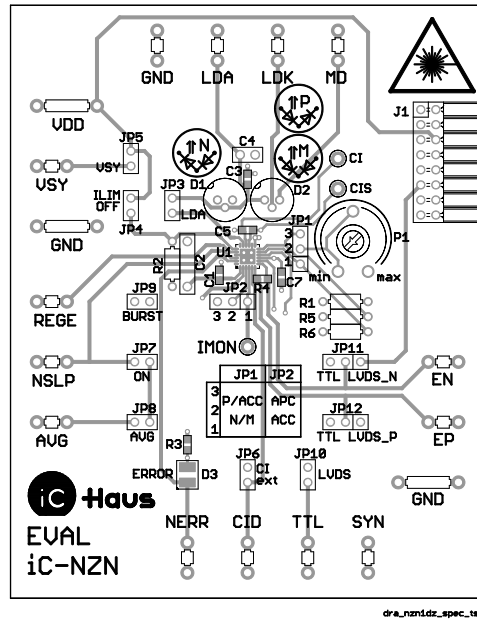 GND LDA LDK MD
VDD
J1
P
JP5
N
C4
M
CI
VSY
C3
VSY
D1
D2
CIS
ILIM
OFF
JP3
LDA
JP4
C5
JP1
3
2
1
P1
GND
U1
R2
C2
C1
R4
C7
min max
JP9
BURST
JP2
3 2 1
R1
R5
R6
REGE
IMON
JP7
ON
JP11
TTL LVDS_N
NSLP
EN
JP1 JP2
3
2
1
P/ACC APC
N/M ACC
JP8
AVG
JP12
TTL LVDS_P
AVG
EP
R3
ERROR
D3
JP6
CI
ext
JP10
LVDS
iC Haus
GND
EVAL
iC-NZN
NERR CID TTL SYN
dra_nzn1dz_spec_ts